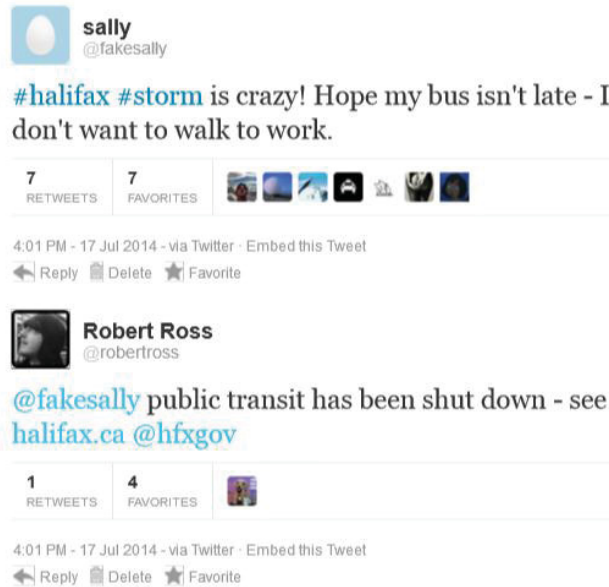 sally
@fakesally
#halifax #storm is crazy! Hope my bus isn't late - I
don't want to walk to work.
7 7
RETWEETS FAVORITES
4:01 PM - 17 Jul 2014 - via Twitter · Embed this Tweet
Reply Delete Favorite
Robert Ross
@robertross
@fakesally public transit has been shut down - see
halifax.ca @hfxgov
1 4
RETWEETS FAVORITES
4:01 PM - 17 Jul 2014 - via Twitter · Embed this Tweet
Reply Delete Favorite